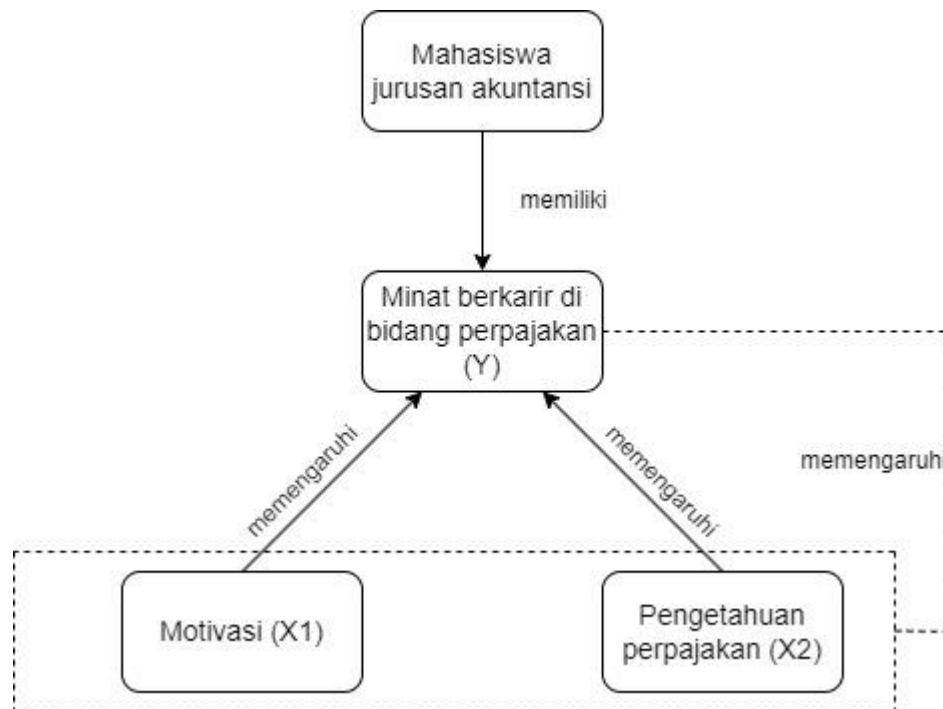 Mahasiswa
jurusan akuntansi
memiliki
Minat berkarir di
bidang perpajakan
(Y)
memengaruhi
memengaruhi
memengaruhi
Motivasi (X1)
Pengetahuan
perpajakan (X2)